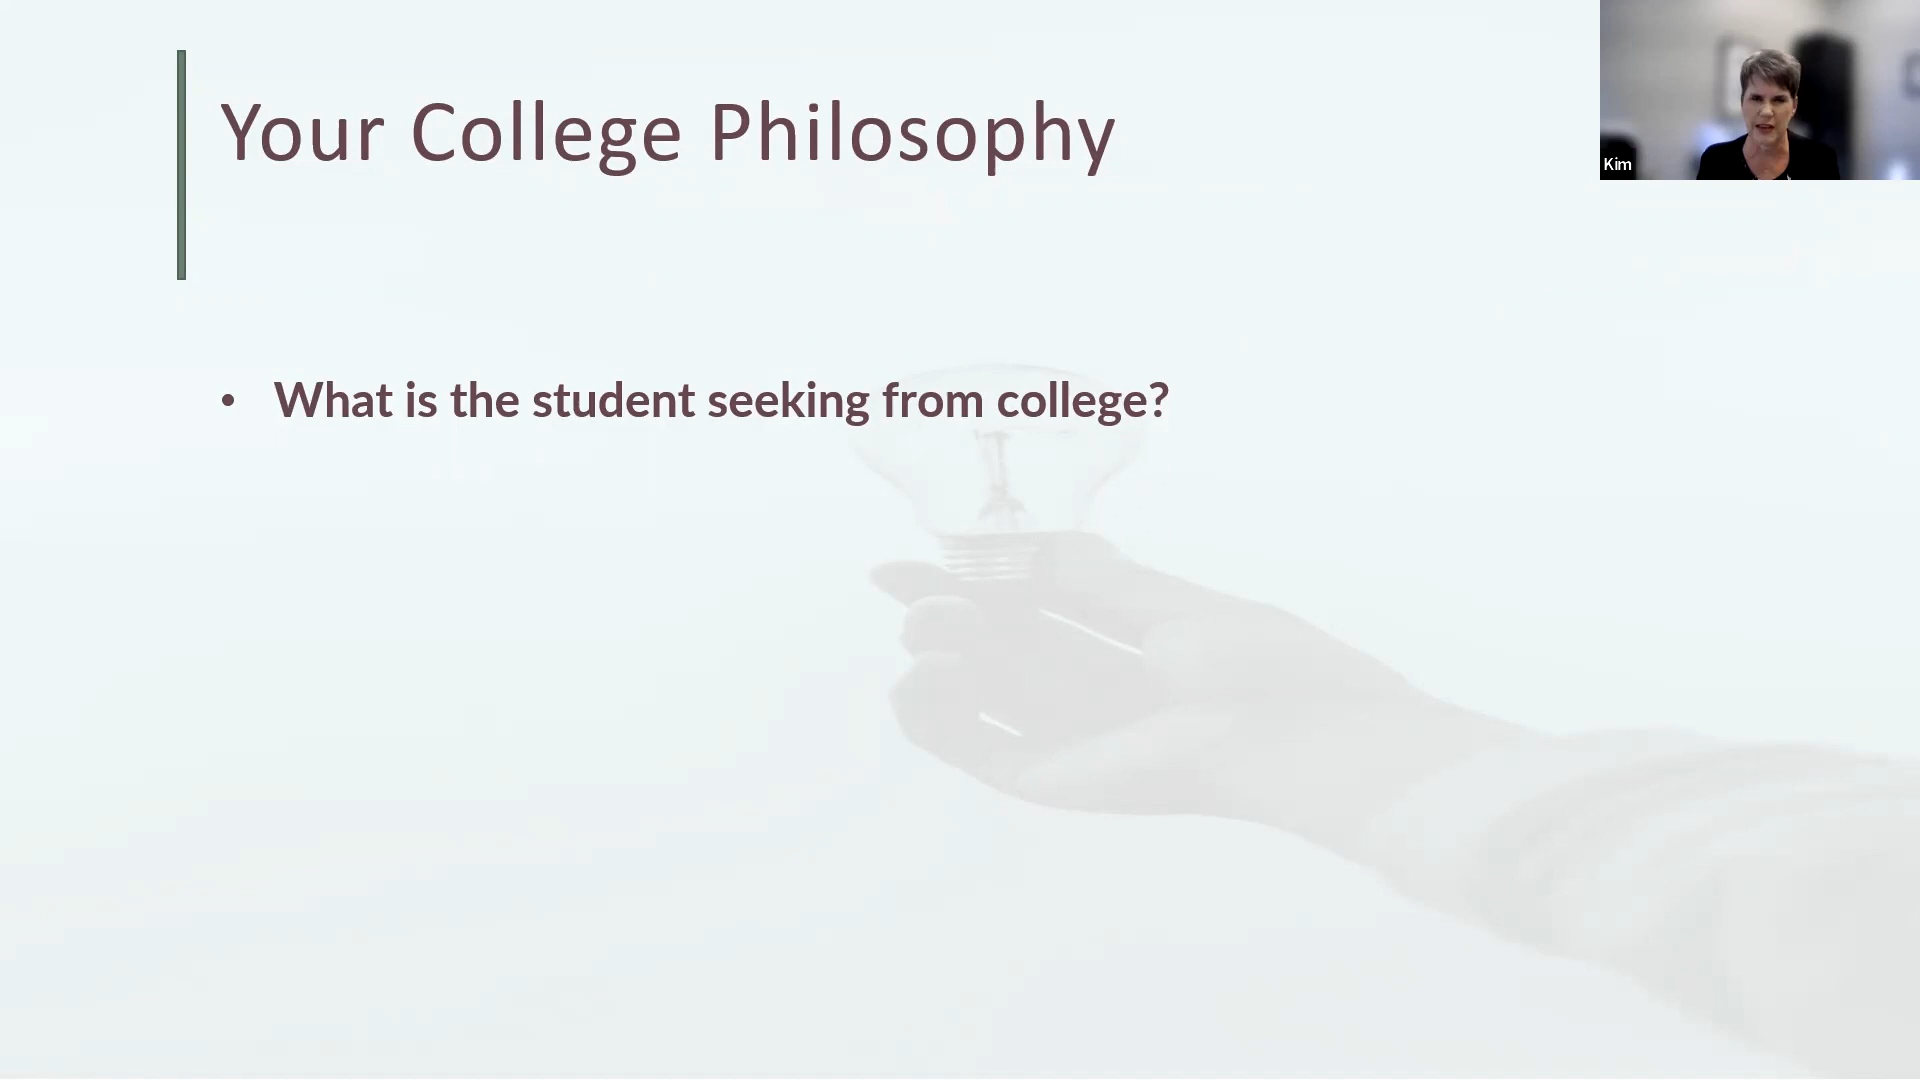 Your College Philosophy
Kim
• What is the student seeking from college?